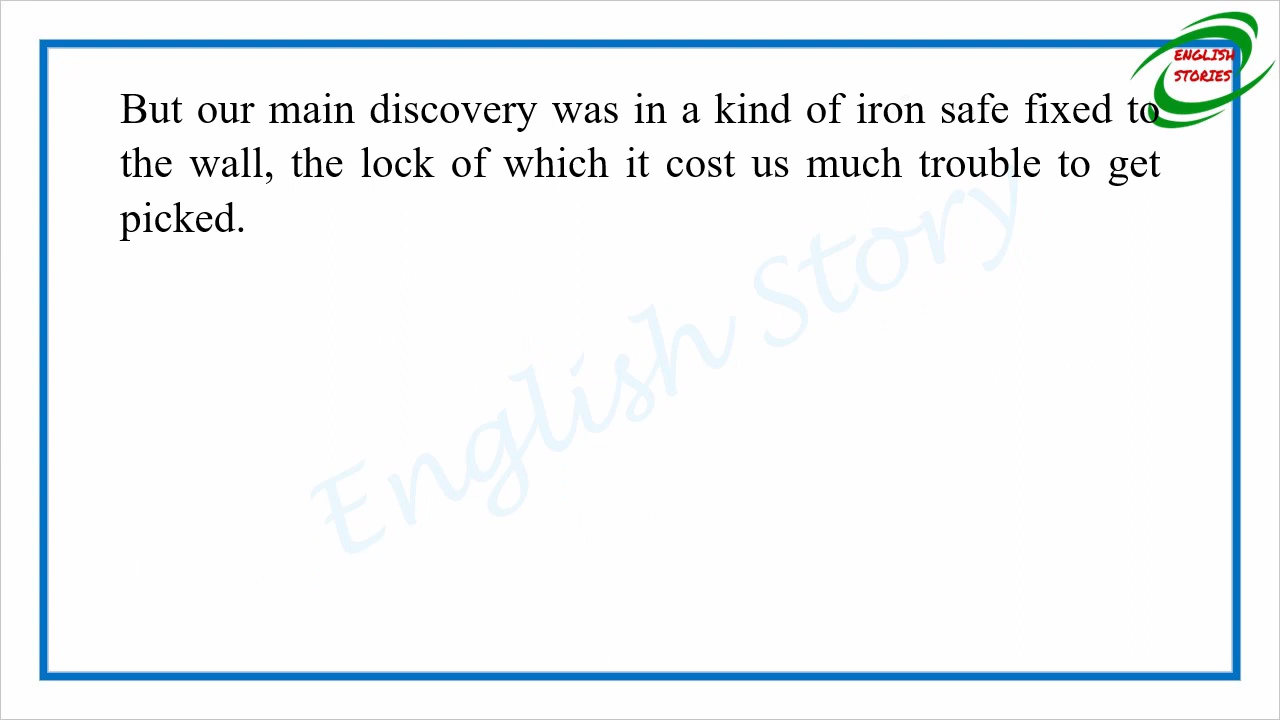 ENGLISH
STORIES
But our main discovery was in a kind of iron safe fixed to
the wall, the lock of which it cost us much trouble to get
picked.
English Story